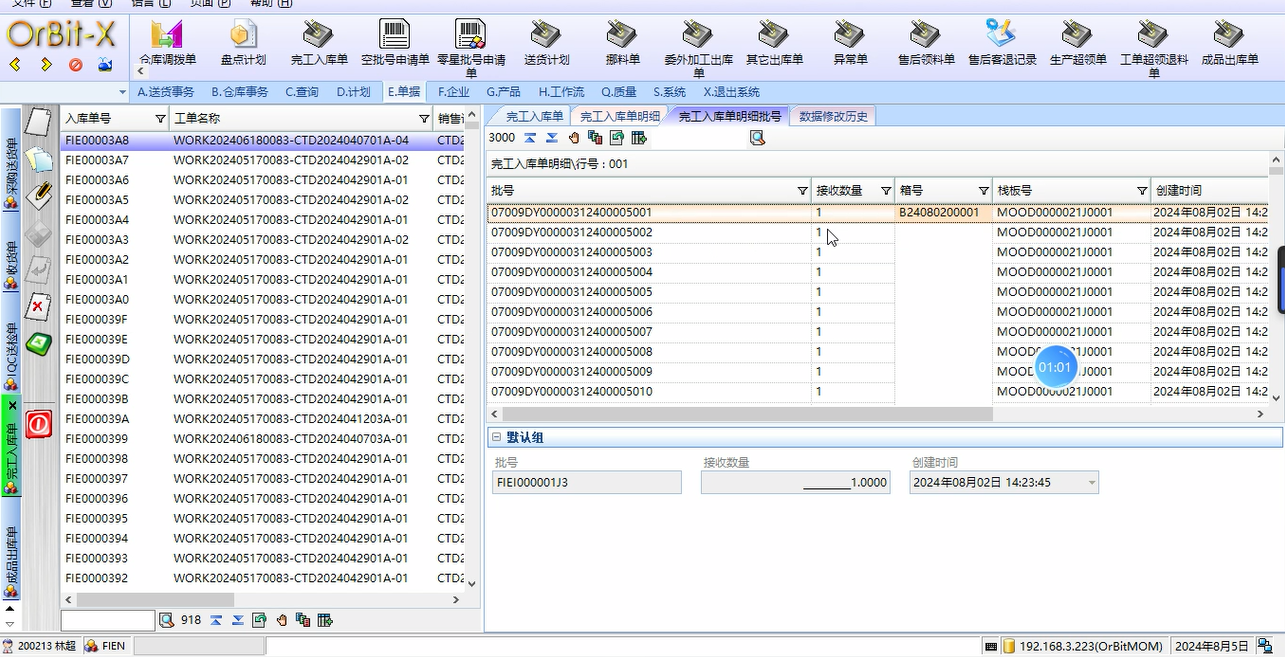 文件(F) 查看(V) 语言(L) 页面(P) 帮助(H)
OrBit-X
仓库调拨单 盘点计划 完工入库单 空批号申请单 零星批号申请单 送货计划 挪料单 委外加工出库单 其它出库单 异常单 售后领料单 售后客退记录 生产超领单 工单超领退料单 成品出库单
A.送货事务 B.仓库事务 C.查询 D.计划 E.单据 F.企业 G.产品 H.工作流 Q.质量 S.系统 X.退出系统
采购送货单
收货单
IQC送检单
完工入库单
成品出库单
入库单号 工单名称 销售
FIE00003A8 WORK202406180083-CTD2024040701A-04 CTD2
FIE00003A7 WORK202405170083-CTD2024042901A-02 CTD2
FIE00003A6 WORK202405170083-CTD2024042901A-01 CTD2
FIE00003A5 WORK202405170083-CTD2024042901A-02 CTD2
FIE00003A4 WORK202405170083-CTD2024042901A-01 CTD2
FIE00003A3 WORK202405170083-CTD2024042901A-02 CTD2
FIE00003A2 WORK202405170083-CTD2024042901A-01 CTD2
FIE00003A1 WORK202405170083-CTD2024042901A-01 CTD2
FIE00003A0 WORK202405170083-CTD2024042901A-01 CTD2
FIE000039F WORK202405170083-CTD2024042901A-01 CTD2
FIE000039E WORK202405170083-CTD2024042901A-01 CTD2
FIE000039D WORK202405170083-CTD2024042901A-01 CTD2
FIE000039C WORK202405170083-CTD2024042901A-01 CTD2
FIE000039B WORK202405170083-CTD2024042901A-01 CTD2
FIE000039A WORK202405170083-CTD2024041203A-01 CTD2
FIE0000399 WORK202406180083-CTD2024040703A-01 CTD2
FIE0000398 WORK202405170083-CTD2024042901A-01 CTD2
FIE0000397 WORK202405170083-CTD2024042901A-01 CTD2
FIE0000396 WORK202405170083-CTD2024042901A-01 CTD2
FIE0000395 WORK202405170083-CTD2024042901A-01 CTD2
FIE0000394 WORK202405170083-CTD2024042901A-01 CTD2
FIE0000393 WORK202405170083-CTD2024042901A-01 CTD2
FIE0000392 WORK202405170083-CTD2024042901A-01 CTD2
918
完工入库单 完工入库单明细 完工入库单明细批号 数据修改历史
3000
完工入库单明细\行号 : 001
批号 接收数量 箱号 栈板号 创建时间
07009DY00000312400005001 1 B24080200001 MOOD0000021J0001 2024年08月02日 14:2
07009DY00000312400005002 1 MOOD0000021J0001 2024年08月02日 14:2
07009DY00000312400005003 1 MOOD0000021J0001 2024年08月02日 14:2
07009DY00000312400005004 1 MOOD0000021J0001 2024年08月02日 14:2
07009DY00000312400005005 1 MOOD0000021J0001 2024年08月02日 14:2
07009DY00000312400005006 1 MOOD0000021J0001 2024年08月02日 14:2
07009DY00000312400005007 1 MOOD0000021J0001 2024年08月02日 14:2
07009DY00000312400005008 1 2024年08月02日 14:2
07009DY00000312400005009 1 2024年08月02日 14:2
07009DY00000312400005010 1 MOOD0000021J0001 2024年08月02日 14:2
01:01
默认组
批号 接收数量 创建时间
FIEI000001J3 1.0000 2024年08月02日 14:23:45
200213 林超 FIEN 192.168.3.223(OrBitMOM) 2024年8月5日